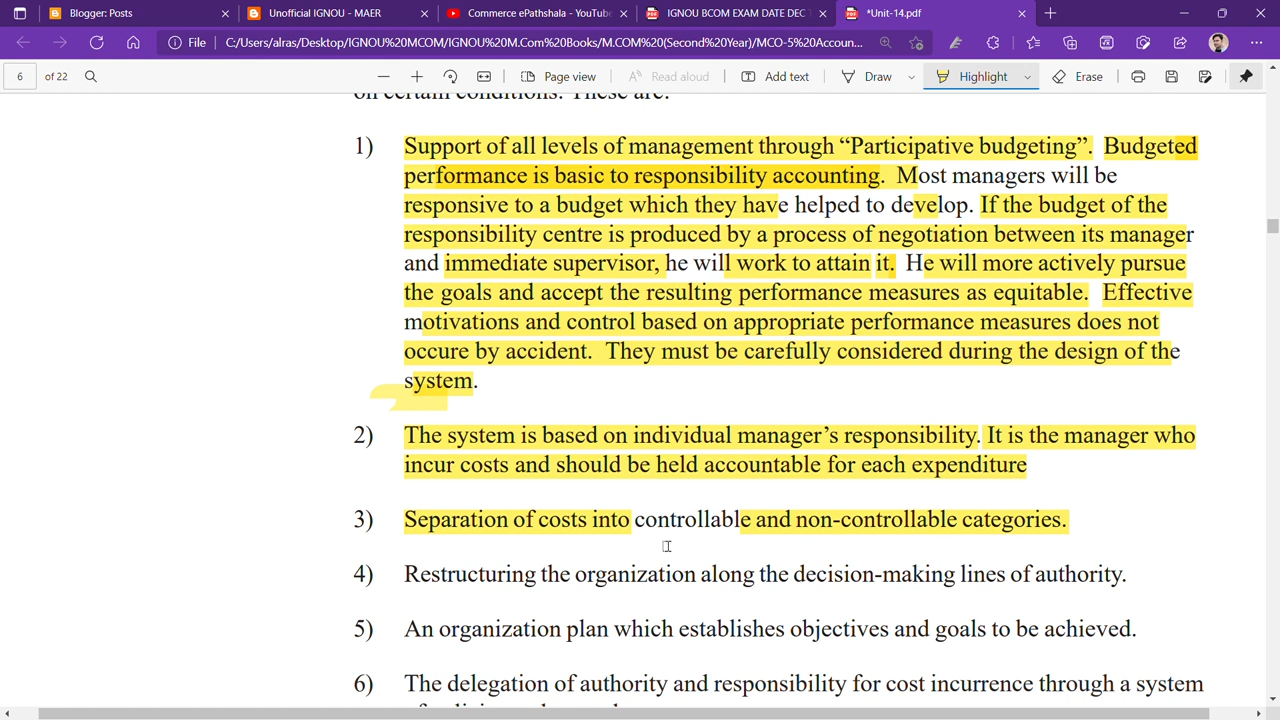 Blogger: Posts
Unofficial IGNOU - MAER
Commerce ePathshala - YouTube
IGNOU BCOM EXAM DATE DEC
*Unit-14.pdf
File
C:/Users/alras/Desktop/IGNOU%20MCOM/IGNOU%20M.Com%20Books/M.COM%20(Second%20Year)/MCO-5%20Accoun...
6 of 22
Page view
Read aloud
Add text
Draw
Highlight
Erase
on certain conditions. These are:
1) Support of all levels of management through “Participative budgeting”. Budgeted
performance is basic to responsibility accounting. Most managers will be
responsive to a budget which they have helped to develop. If the budget of the
responsibility centre is produced by a process of negotiation between its manager
and immediate supervisor, he will work to attain it. He will more actively pursue
the goals and accept the resulting performance measures as equitable. Effective
motivations and control based on appropriate performance measures does not
occure by accident. They must be carefully considered during the design of the
system.
2) The system is based on individual manager’s responsibility. It is the manager who
incur costs and should be held accountable for each expenditure
3) Separation of costs into controllable and non-controllable categories.
4) Restructuring the organization along the decision-making lines of authority.
5) An organization plan which establishes objectives and goals to be achieved.
6) The delegation of authority and responsibility for cost incurrence through a system